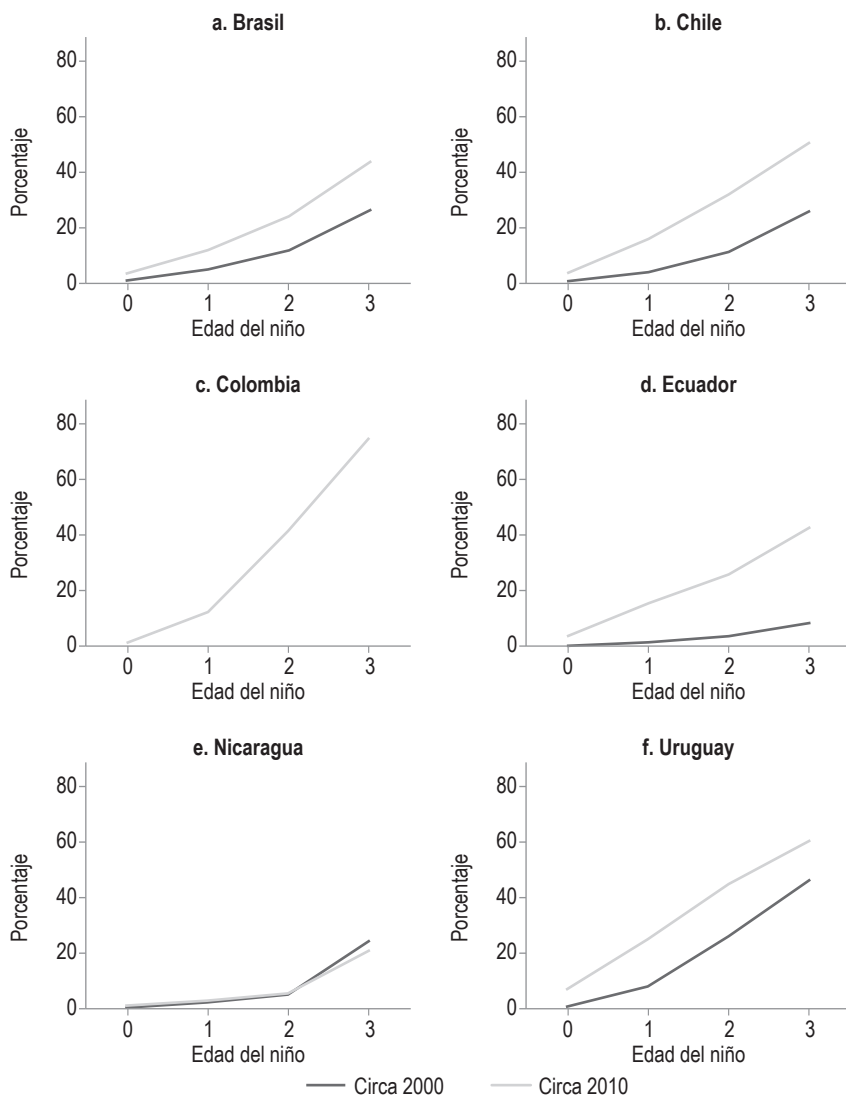 a. Brasil
80
60
40
20
0
Porcentaje
0 1 2 3
Edad del niño
b. Chile
80
60
40
20
0
Porcentaje
0 1 2 3
Edad del niño
c. Colombia
80
60
40
20
0
Porcentaje
0 1 2 3
Edad del niño
d. Ecuador
80
60
40
20
0
Porcentaje
0 1 2 3
Edad del niño
e. Nicaragua
80
60
40
20
0
Porcentaje
0 1 2 3
Edad del niño
f. Uruguay
80
60
40
20
0
Porcentaje
0 1 2 3
Edad del niño
Circa 2000 Circa 2010